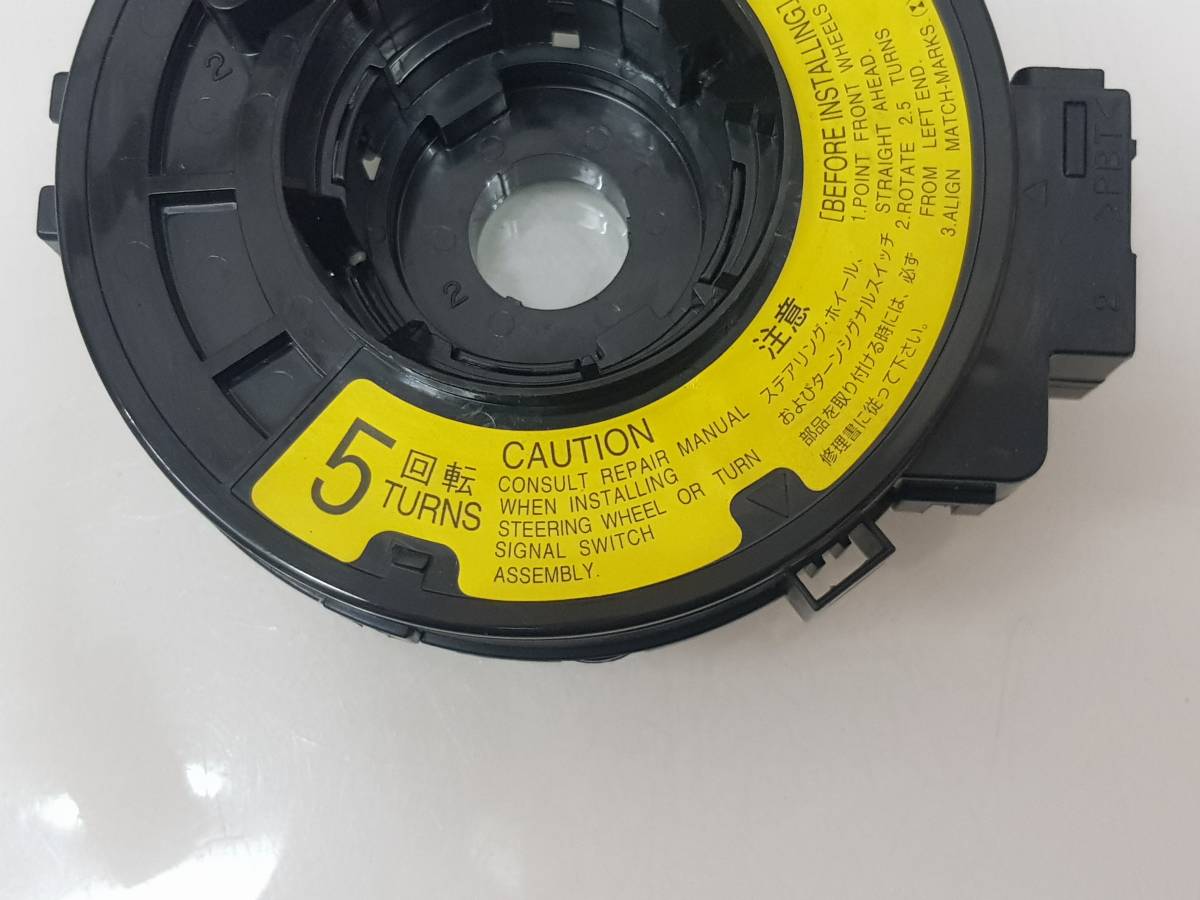 5 回転
TURNS
CAUTION
CONSULT REPAIR MANUAL
WHEN INSTALLING
STEERING WHEEL OR TURN
SIGNAL SWITCH
ASSEMBLY.
注意
ステアリング・ホイール、
およびターンシグナルスイッチ
部品を取り付ける時には、必ず
修理書に従って下さい。
[BEFORE INSTALLING]
1.POINT FRONT WHEELS
STRAIGHT AHEAD.
2.ROTATE 2.5 TURNS
FROM LEFT END.
3.ALIGN MATCH-MARKS.
>PBT<
2
2
2